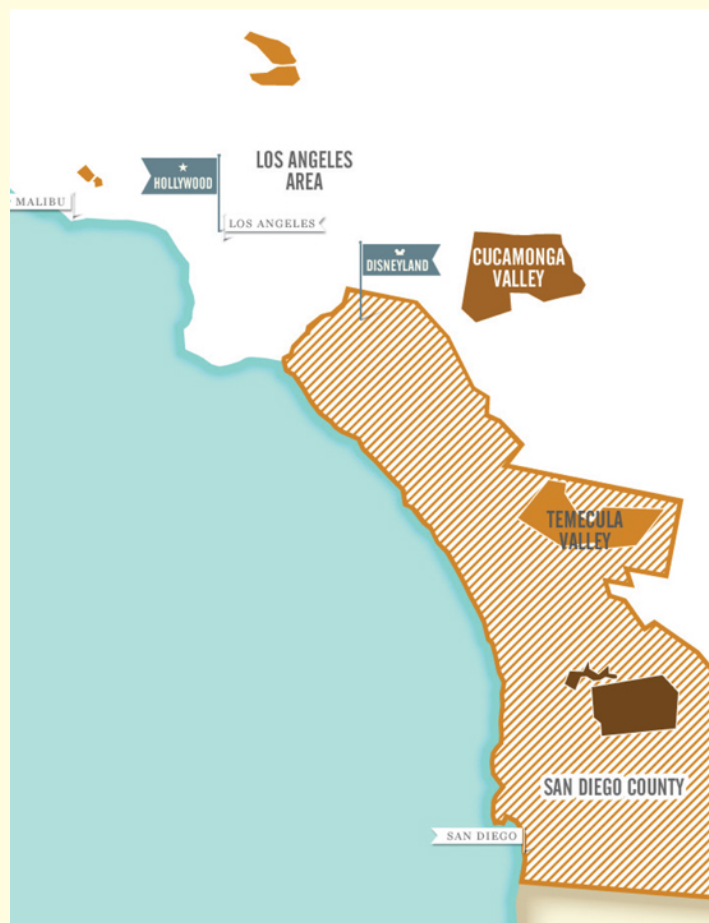 LOS ANGELES
AREA
HOLLYWOOD
MALIBU
LOS ANGELES
DISNEYLAND
CUCAMONGA
VALLEY
TEMECULA
VALLEY
SAN DIEGO COUNTY
SAN DIEGO